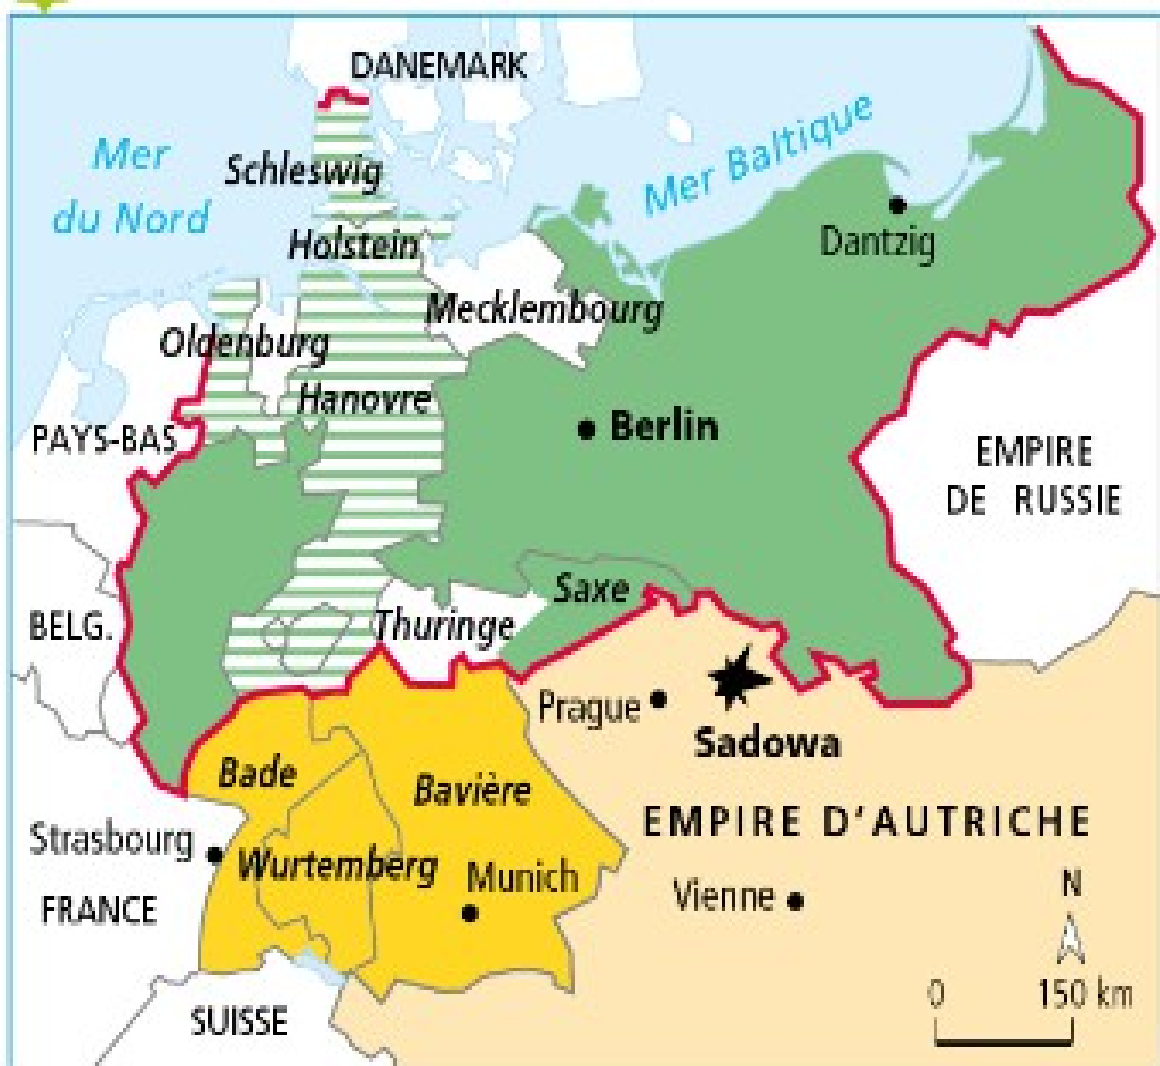 DANEMARK
Mer
du Nord
Schleswig
Mer Baltique
Holstein
Dantzig
Mecklembourg
Oldenburg
Hanovre
Berlin
PAYS-BAS
EMPIRE
DE RUSSIE
Saxe
BELG.
Thuringe
Prague
Sadowa
Bade
Bavière
EMPIRE D'AUTRICHE
Strasbourg
Wurtemberg
Munich
Vienne
N
FRANCE
0 150 km
SUISSE